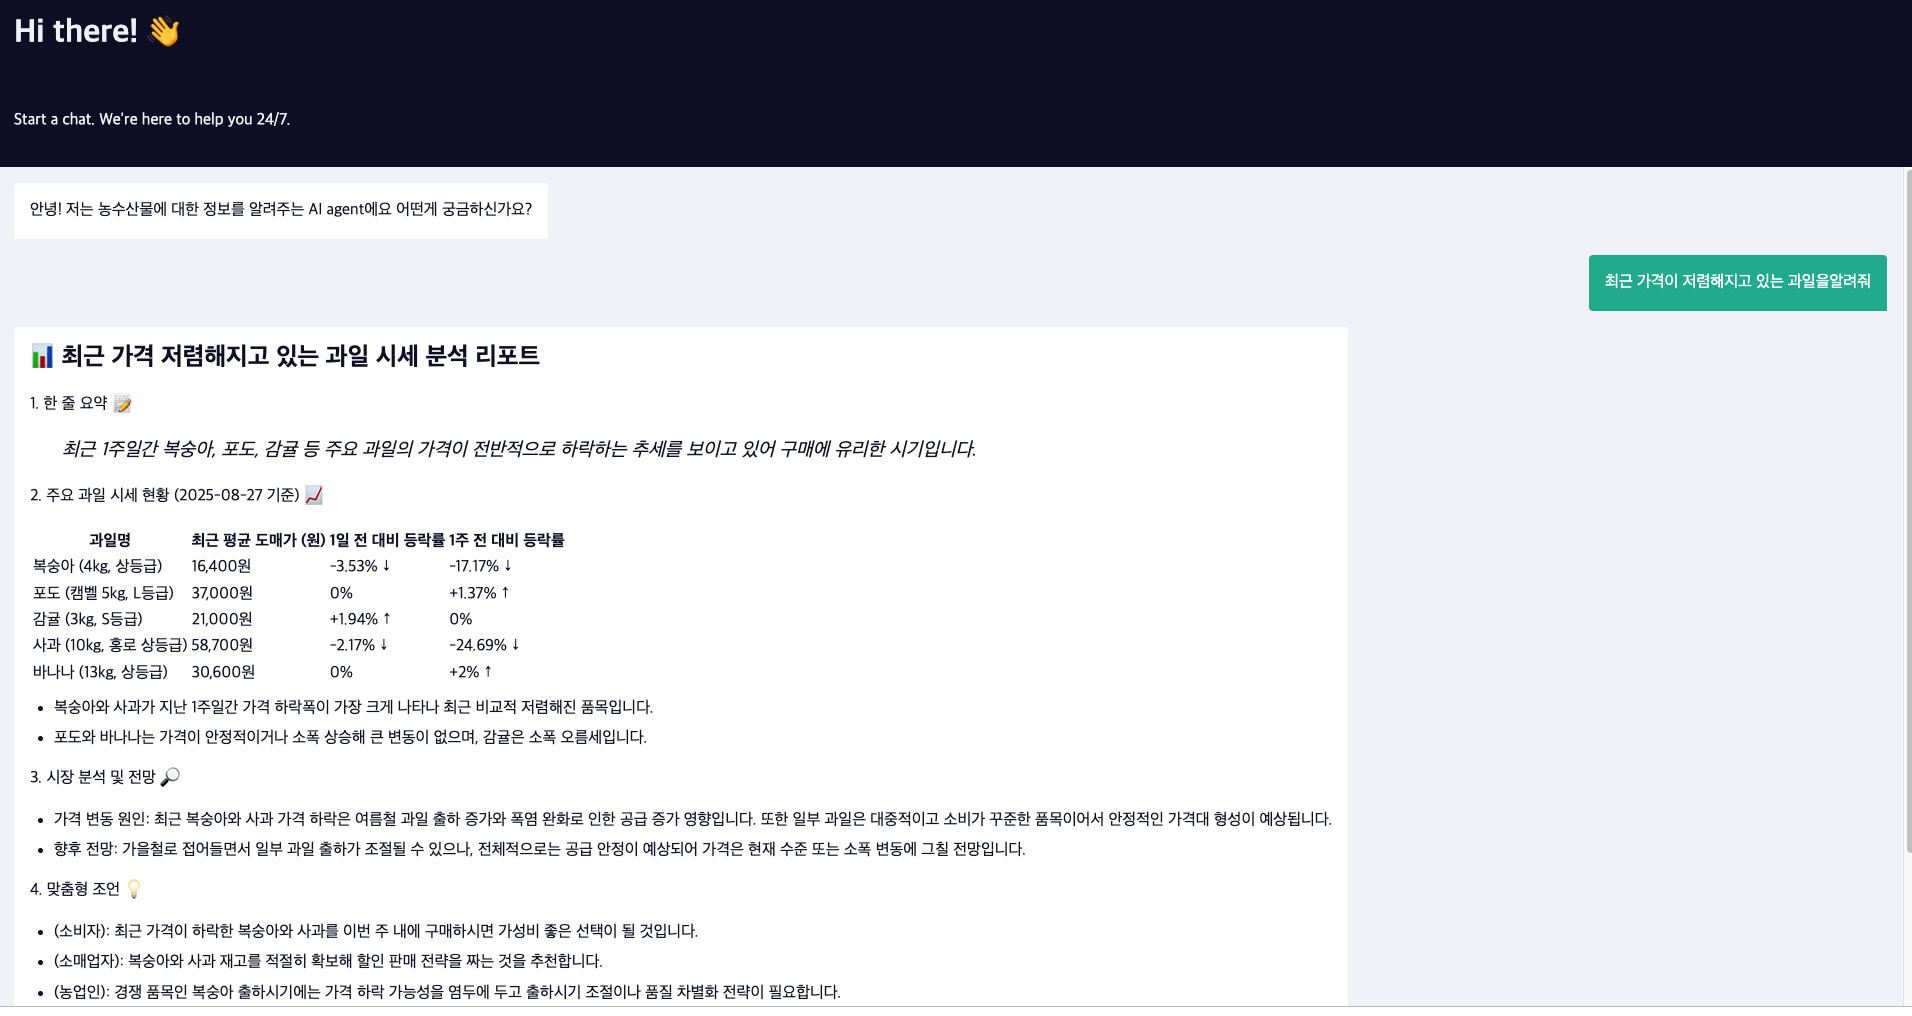 Hi there! 👋
Start a chat. We're here to help you 24/7.
안녕! 저는 농수산물에 대한 정보를 알려주는 AI agent에요 어떤게 궁금하신가요?
최근 가격이 저렴해지고 있는 과일을알려줘
📊 최근 가격 저렴해지고 있는 과일 시세 분석 리포트
1. 한 줄 요약 📝
최근 1주일간 복숭아, 포도, 감귤 등 주요 과일의 가격이 전반적으로 하락하는 추세를 보이고 있어 구매에 유리한 시기입니다.
2. 주요 과일 시세 현황 (2025-08-27 기준) 📈
과일명 최근 평균 도매가 (원) 1일 전 대비 등락률 1주 전 대비 등락률
복숭아 (4kg, 상등급) 16,400원 -3.53% ↓ -17.17% ↓
포도 (캠벨 5kg, L등급) 37,000원 0% +1.37% ↑
감귤 (3kg, S등급) 21,000원 +1.94% ↑ 0%
사과 (10kg, 홍로 상등급) 58,700원 -2.17% ↓ -24.69% ↓
바나나 (13kg, 상등급) 30,600원 0% +2% ↑
• 복숭아와 사과가 지난 1주일간 가격 하락폭이 가장 크게 나타나 최근 비교적 저렴해진 품목입니다.
• 포도와 바나나는 가격이 안정적이거나 소폭 상승해 큰 변동이 없으며, 감귤은 소폭 오름세입니다.
3. 시장 분석 및 전망 🔎
• 가격 변동 원인: 최근 복숭아와 사과 가격 하락은 여름철 과일 출하 증가와 폭염 완화로 인한 공급 증가 영향입니다. 또한 일부 과일은 대중적이고 소비가 꾸준한 품목이어서 안정적인 가격대 형성이 예상됩니다.
• 향후 전망: 가을철로 접어들면서 일부 과일 출하가 조절될 수 있으나, 전체적으로는 공급 안정이 예상되어 가격은 현재 수준 또는 소폭 변동에 그칠 전망입니다.
4. 맞춤형 조언 💡
• (소비자): 최근 가격이 하락한 복숭아와 사과를 이번 주 내에 구매하시면 가성비 좋은 선택이 될 것입니다.
• (소매업자): 복숭아와 사과 재고를 적절히 확보해 할인 판매 전략을 짜는 것을 추천합니다.
• (농업인): 경쟁 품목인 복숭아 출하시기에는 가격 하락 가능성을 염두에 두고 출하시기 조절이나 품질 차별화 전략이 필요합니다.